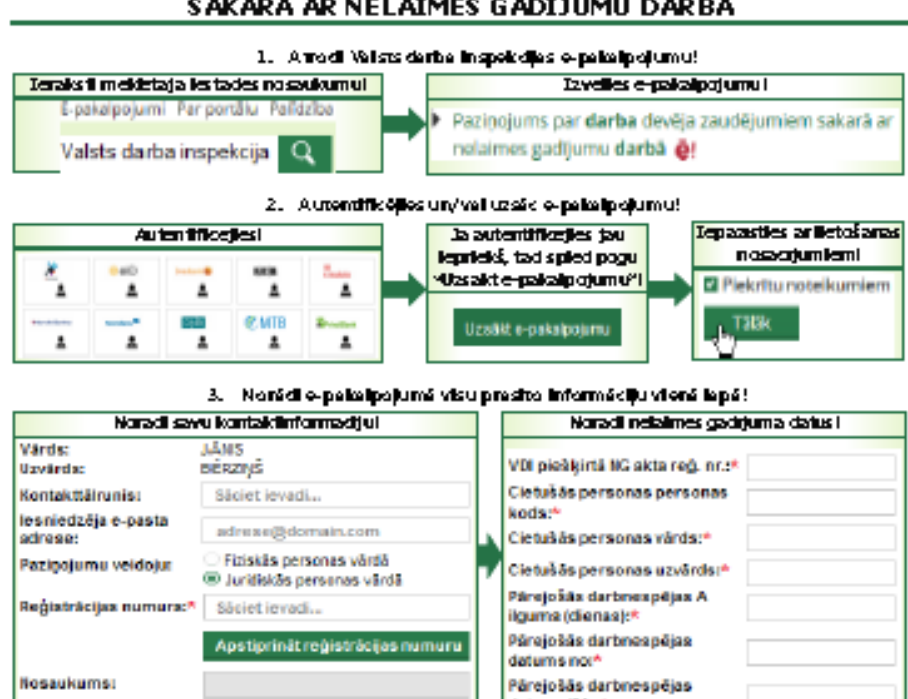 SAKARĀ AR NELAIMES GADĪJUMU DARBĀ
1. Atrodi Valsts darba inspekcijas e-pakalpojumu!
Ieraksti meklētāja iestādes nosaukumu!
E-pakalpojumi Par portālu Palīdzība
Valsts darba inspekcija
Izvēlies e-pakalpojumu!
Paziņojums par darba devēja zaudējumiem sakarā ar
nelaimes gadījumu darbā ē!
2. Autentificējies un/vai uzsāc e-pakalpojumu!
Autentificējies!
eID
MTB
Ja autentificējies jau
iepriekš, tad spied pogu
"Uzsākt e-pakalpojumu"!
Uzsākt e-pakalpojumu
Iepazīsties ar lietošanas
nosacījumiem!
Piekrītu noteikumiem
Tālāk
3. Norādi e-pakalpojumā visu prasīto informāciju vienā lapā!
Norādi savu kontaktinformāciju!
Vārds: JĀNIS
Uzvārds: BĒRZIŅŠ
Kontakttālrunis: Sāciet ievadi...
Iesniedzēja e-pasta
adrese: adrese@domain.com
Paziņojumu veidoju: Fiziskās personas vārdā
Juridiskās personas vārdā
Reģistrācijas numurs:* Sāciet ievadi...
Apstiprināt reģistrācijas numuru
Nosaukums:
Norādi nelaimes gadījuma datus!
VDI piešķirtā NG akta reģ. nr.:*
Cietušās personas personas
kods:*
Cietušās personas vārds:*
Cietušās personas uzvārds:*
Pārejošās darbnespējas A
ilgums (dienas):*
Pārejošās darbnespējas
datums no:*
Pārejošās darbnespējas